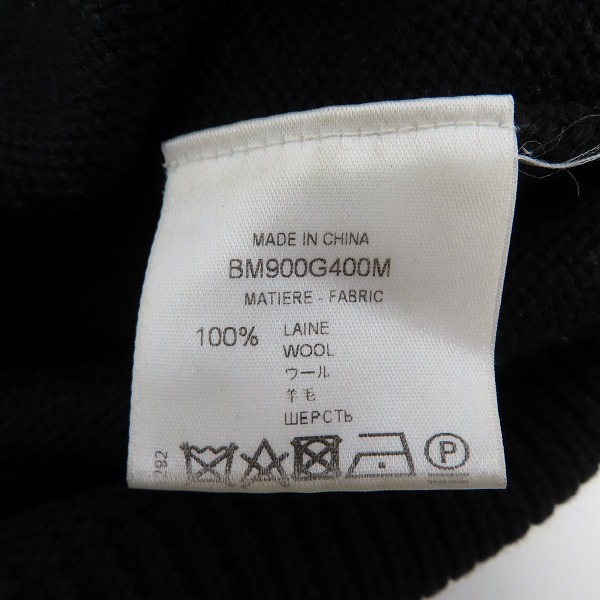 MADE IN CHINA
BM900G400M
MATIERE - FABRIC
100% LAINE
WOOL
ウール
羊毛
ШЕРСТЬ
292
P